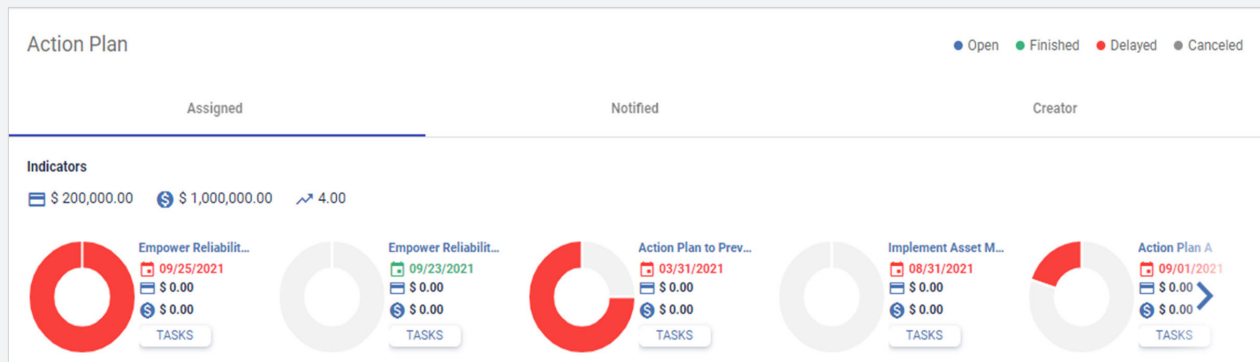 Action Plan
Open Finished Delayed Canceled
Assigned Notified Creator
Indicators
$ 200,000.00 $ 1,000,000.00 4.00
Empower Reliabilit...
09/25/2021
$ 0.00
$ 0.00
TASKS
Empower Reliabilit...
09/23/2021
$ 0.00
$ 0.00
TASKS
Action Plan to Prev...
03/31/2021
$ 0.00
$ 0.00
TASKS
Implement Asset M...
08/31/2021
$ 0.00
$ 0.00
TASKS
Action Plan A
09/01/2021
$ 0.00
$ 0.00
TASKS